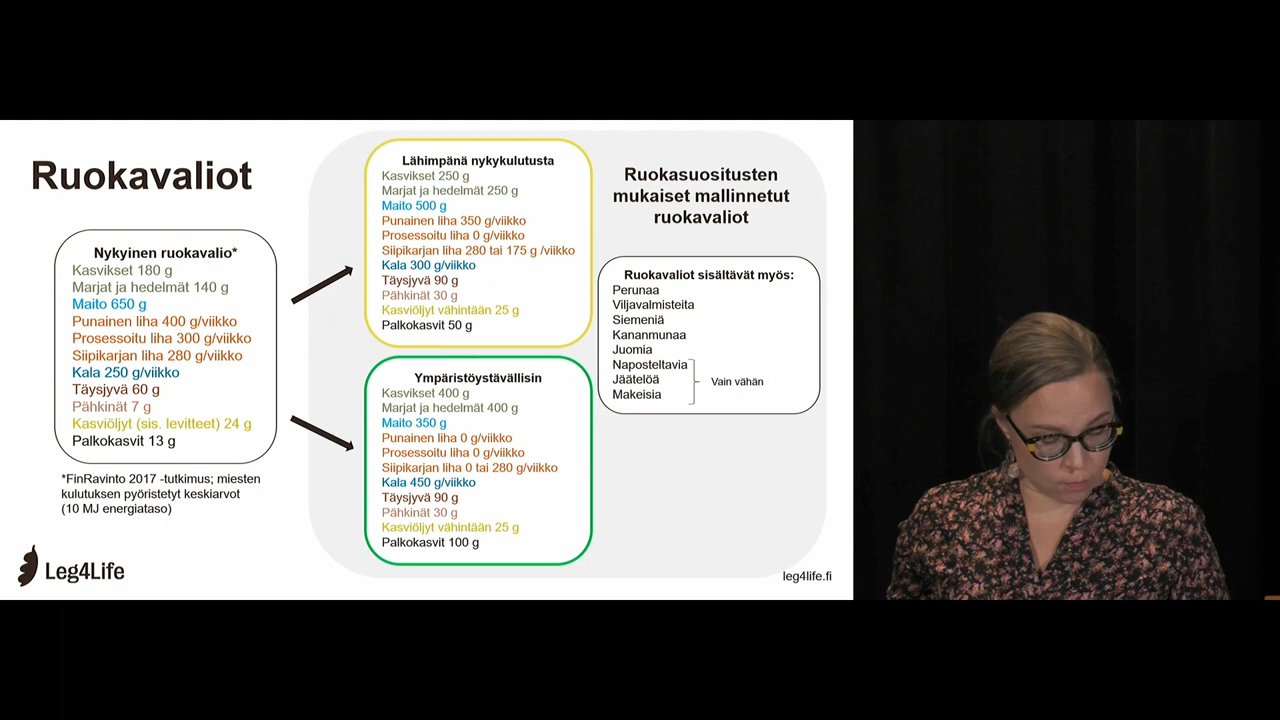 Ruokavaliot
Nykyinen ruokavalio*
Kasvikset 180 g
Marjat ja hedelmät 140 g
Maito 650 g
Punainen liha 400 g/viikko
Prosessoitu liha 300 g/viikko
Siipikarjan liha 280 g/viikko
Kala 250 g/viikko
Täysjyvä 60 g
Pähkinät 7 g
Kasviöljyt (sis. levitteet) 24 g
Palkokasvit 13 g
*FinRavinto 2017 -tutkimus; miesten
kulutuksen pyöristetyt keskiarvot
(10 MJ energiataso)
Leg4Life
Lähimpänä nykykulutusta
Kasvikset 250 g
Marjat ja hedelmät 250 g
Maito 500 g
Punainen liha 350 g/viikko
Prosessoitu liha 0 g/viikko
Siipikarjan liha 280 tai 175 g /viikko
Kala 300 g/viikko
Täysjyvä 90 g
Pähkinät 30 g
Kasviöljyt vähintään 25 g
Palkokasvit 50 g
Ympäristöystävällisin
Kasvikset 400 g
Marjat ja hedelmät 400 g
Maito 350 g
Punainen liha 0 g/viikko
Prosessoitu liha 0 g/viikko
Siipikarjan liha 0 tai 280 g/viikko
Kala 450 g/viikko
Täysjyvä 90 g
Pähkinät 30 g
Kasviöljyt vähintään 25 g
Palkokasvit 100 g
Ruokasuositusten
mukaiset mallinnetut
ruokavaliot
Ruokavaliot sisältävät myös:
Perunaa
Viljavalmisteita
Siemeniä
Kananmunaa
Juomia
Naposteltavia
Jäätelöä
Makeisia
Vain vähän
leg4life.fi